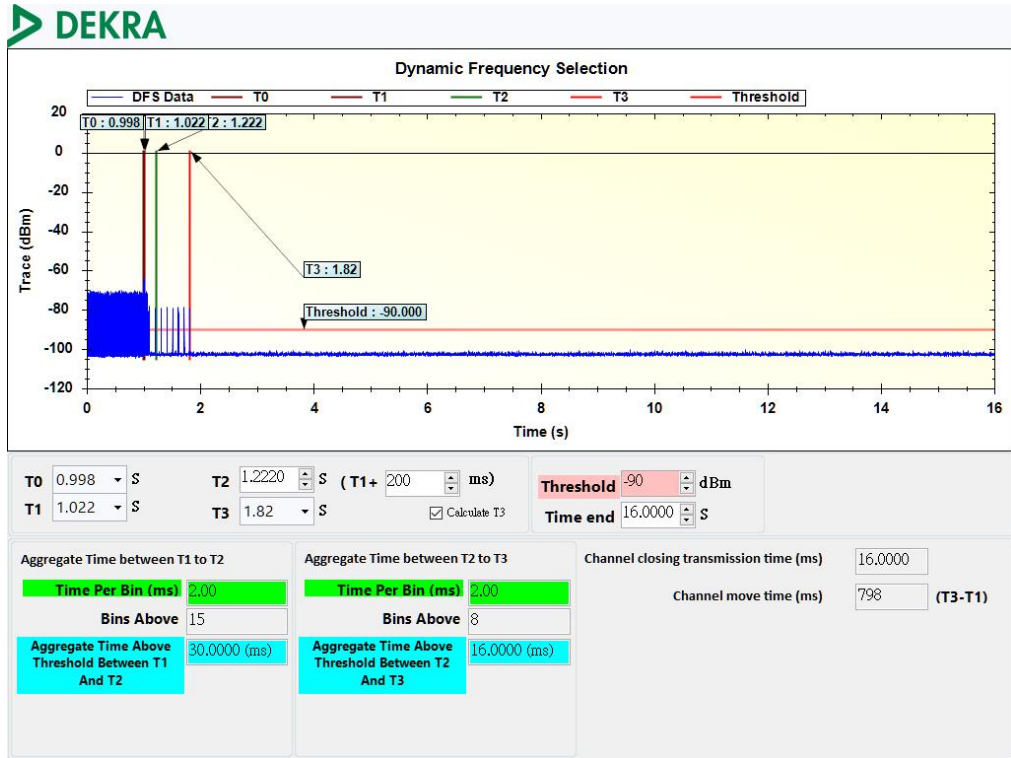 DEKRA
Dynamic Frequency Selection
DFS Data T0 T1 T2 T3 Threshold
20
T0 : 0.998 T1 : 1.022 2 : 1.222
0
-20
-40
-60
-80
-100
-120
Trace (dBm)
T3 : 1.82
Threshold : -90.000
0 2 4 6 8 10 12 14 16
Time (s)
T0 0.998 S T2 1.2220 S (T1+ 200 ms)
T1 1.022 S T3 1.82 S Calculate T3
Threshold -90 dBm
Time end 16.0000 S
Aggregate Time between T1 to T2
Time Per Bin (ms) 2.00
Bins Above 15
Aggregate Time Above
Threshold Between T1
And T2
30.0000 (ms)
Aggregate Time between T2 to T3
Time Per Bin (ms) 2.00
Bins Above 8
Aggregate Time Above
Threshold Between T2
And T3
16.0000 (ms)
Channel closing transmission time (ms) 16.0000
Channel move time (ms) 798 (T3-T1)